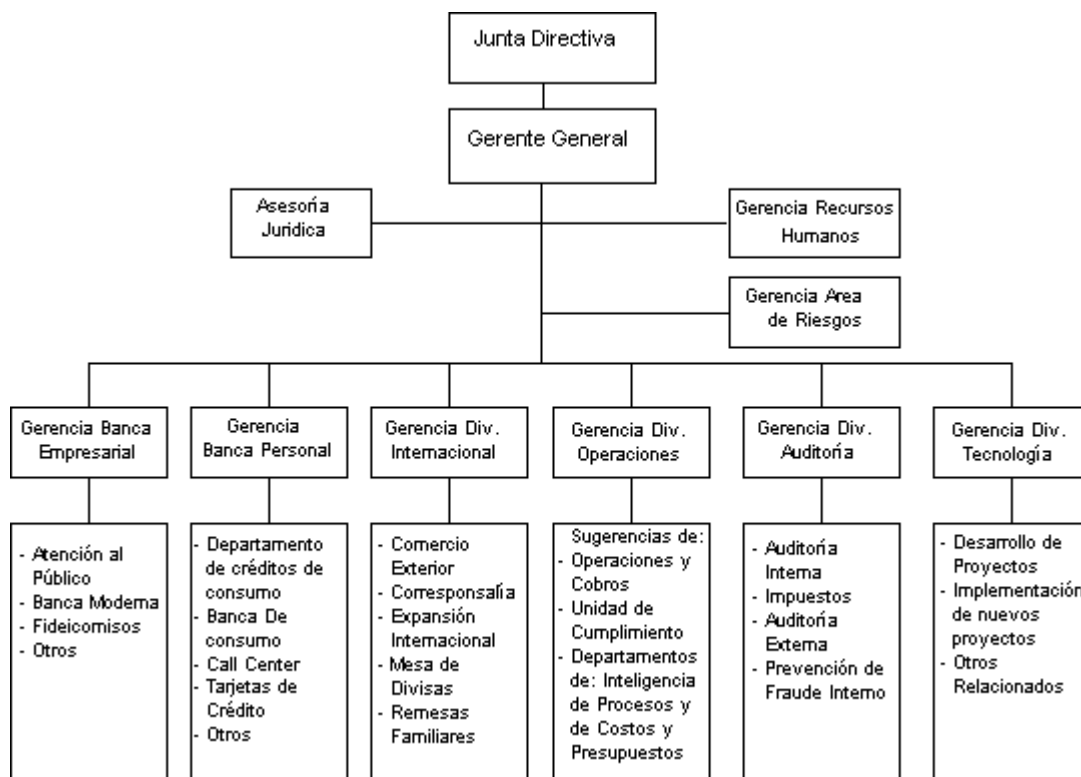 Junta Directiva
Gerente General
Asesoría
Juridica
Gerencia Recursos
Humanos
Gerencia Area
de Riesgos
Gerencia Banca
Empresarial
Gerencia
Banca Personal
Gerencia Div.
Internacional
Gerencia Div.
Operaciones
Gerencia Div.
Auditoría
Gerencia Div.
Tecnología
- Atención al
Público
- Banca Moderna
- Fideicomisos
- Otros
- Departamento
de créditos de
consumo
- Banca De
consumo
- Call Center
- Tarjetas de
Crédito
- Otros
- Comercio
Exterior
- Corresponsalía
- Expansión
Internacional
- Mesa de
Divisas
- Remesas
Familiares
Sugerencias de:
- Operaciones y
Cobros
- Unidad de
Cumplimiento
- Departamentos
de: Inteligencia
de Procesos y
de Costos y
Presupuestos
- Auditoría
Interna
- Impuestos
- Auditoría
Externa
- Prevención de
Fraude Interno
- Desarrollo de
Proyectos
- Implementación
de nuevos
proyectos
- Otros
Relacionados